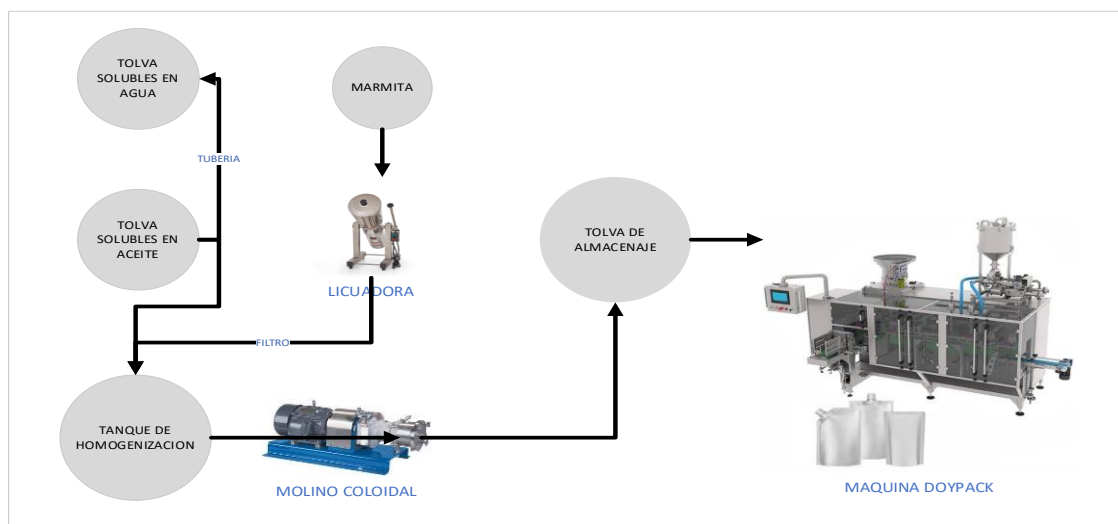 TOLVA
SOLUBLES EN
AGUA
MARMITA
TUBERIA
TOLVA
SOLUBLES EN
ACEITE
TOLVA DE
ALMACENAJE
LICUADORA
FILTRO
TANQUE DE
HOMOGENIZACION
MOLINO COLOIDAL
MAQUINA DOYPACK